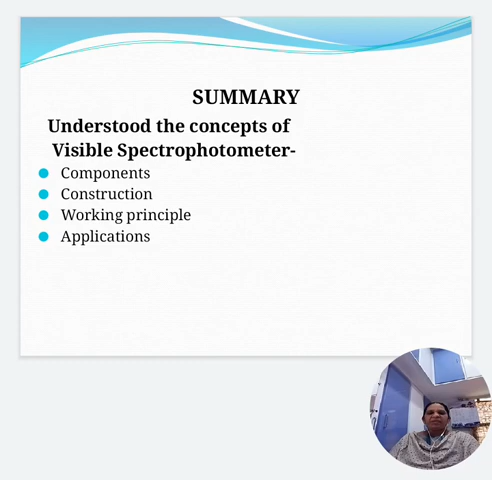 SUMMARY
Understood the concepts of
Visible Spectrophotometer-
Components
Construction
Working principle
Applications